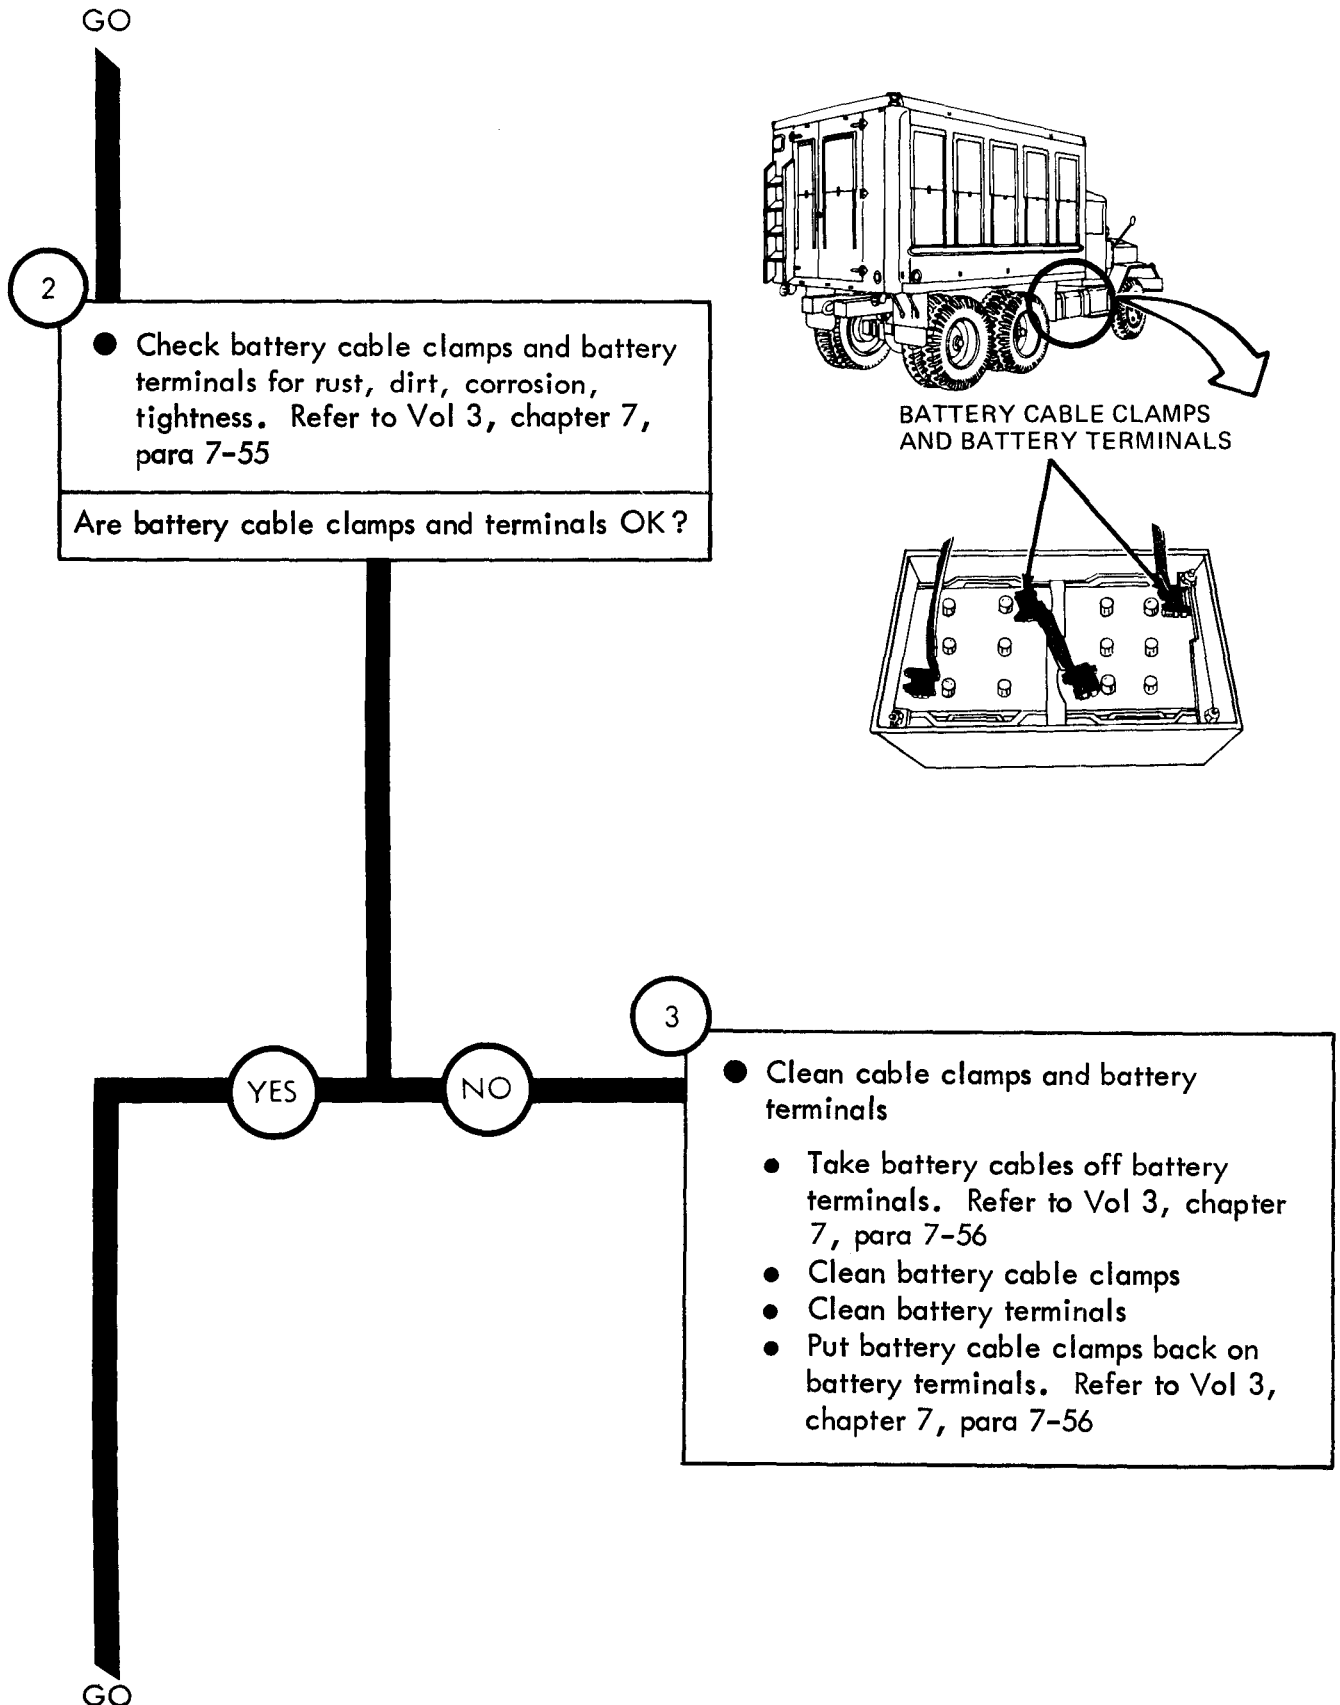 GO
2
● Check battery cable clamps and battery
terminals for rust, dirt, corrosion,
tightness. Refer to Vol 3, chapter 7,
para 7-55
Are battery cable clamps and terminals OK?
BATTERY CABLE CLAMPS
AND BATTERY TERMINALS
YES
NO
3
● Clean cable clamps and battery
terminals
● Take battery cables off battery
terminals. Refer to Vol 3, chapter
7, para 7-56
● Clean battery cable clamps
● Clean battery terminals
● Put battery cable clamps back on
battery terminals. Refer to Vol 3,
chapter 7, para 7-56
GO